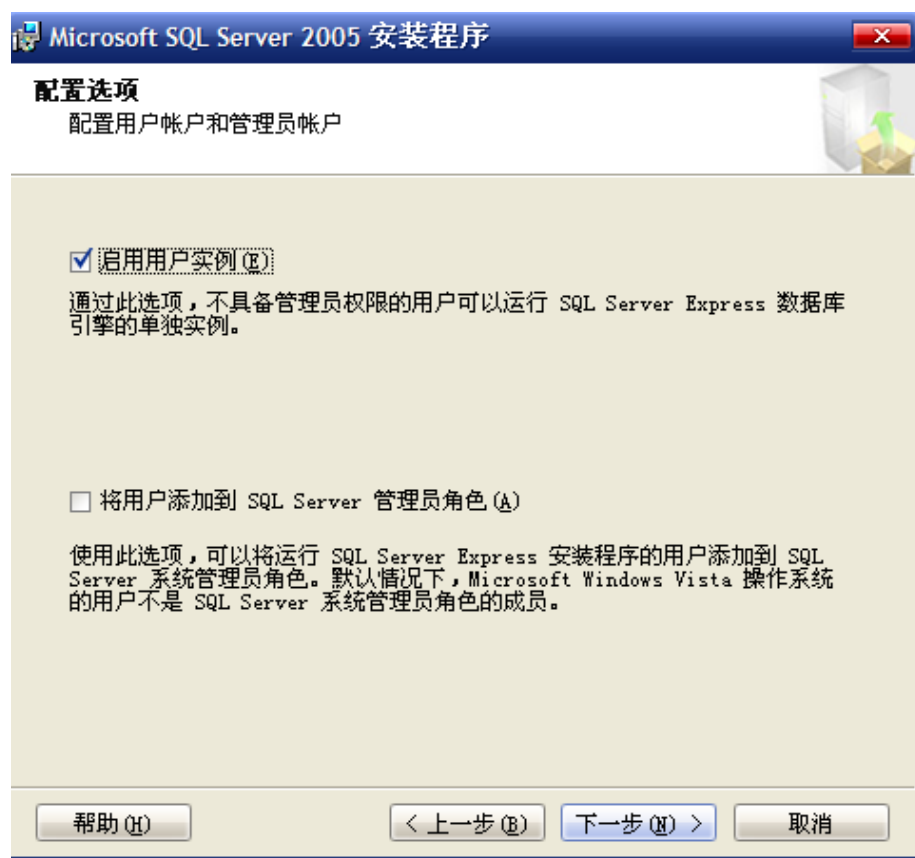 Microsoft SQL Server 2005 安装程序
配置选项
配置用户帐户和管理员帐户
启用用户实例(E)
通过此选项，不具备管理员权限的用户可以运行 SQL Server Express 数据库
引擎的单独实例。
将用户添加到 SQL Server 管理员角色(A)
使用此选项，可以将运行 SQL Server Express 安装程序的用户添加到 SQL
Server 系统管理员角色。默认情况下，Microsoft Windows Vista 操作系统
的用户不是 SQL Server 系统管理员角色的成员。
帮助(H) < 上一步(B) 下一步(N) > 取消